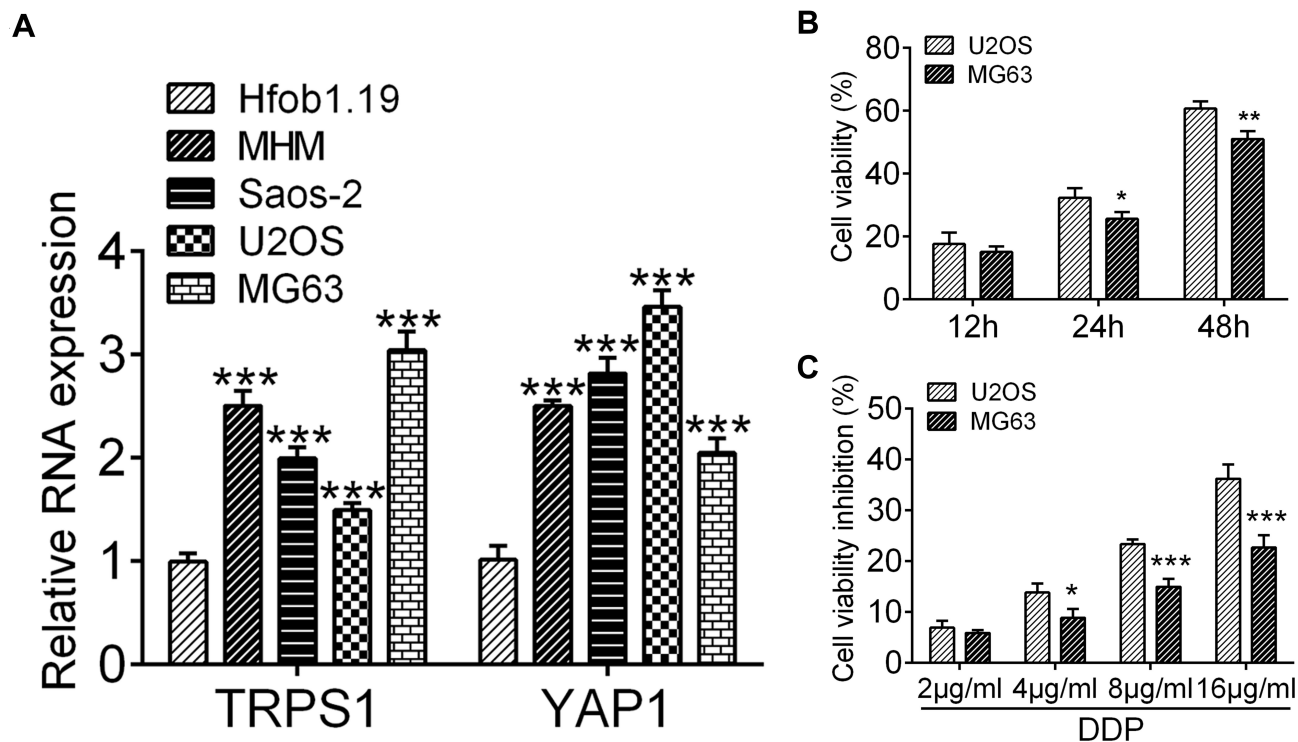 A
Hfob1.19
MHM
Saos-2
U2OS
MG63
Relative RNA expression
4
3
2
1
0
***
***
***
***
***
***
***
***
TRPS1
YAP1
B
U2OS
MG63
Cell viability (%)
80
60
40
20
0
*
**
12h
24h
48h
C
U2OS
MG63
Cell viability inhibition (%)
50
40
30
20
10
0
*
***
***
2μg/ml
4μg/ml
8μg/ml
16μg/ml
DDP